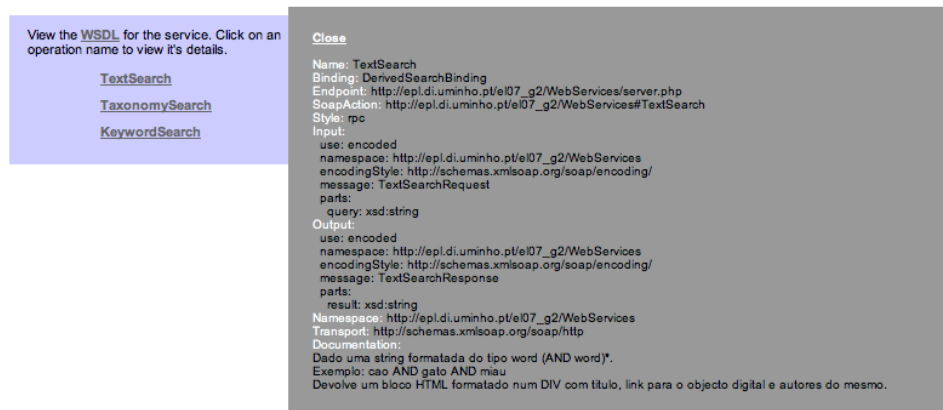 View the WSDL for the service. Click on an
operation name to view it's details.
TextSearch
TaxonomySearch
KeywordSearch
Close
Name: TextSearch
Binding: DerivedSearchBinding
Endpoint: http://epl.di.uminho.pt/el07_g2/WebServices/server.php
SoapAction: http://epl.di.uminho.pt/el07_g2/WebServices#TextSearch
Style: rpc
Input:
use: encoded
namespace: http://epl.di.uminho.pt/el07_g2/WebServices
encodingStyle: http://schemas.xmlsoap.org/soap/encoding/
message: TextSearchRequest
parts:
query: xsd:string
Output:
use: encoded
namespace: http://epl.di.uminho.pt/el07_g2/WebServices
encodingStyle: http://schemas.xmlsoap.org/soap/encoding/
message: TextSearchResponse
parts:
result: xsd:string
Namespace: http://epl.di.uminho.pt/el07_g2/WebServices
Transport: http://schemas.xmlsoap.org/soap/http
Documentation:
Dado uma string formatada do tipo word (AND word)*.
Exemplo: cao AND gato AND miau
Devolve um bloco HTML formatado num DIV com titulo, link para o objecto digital e autores do mesmo.